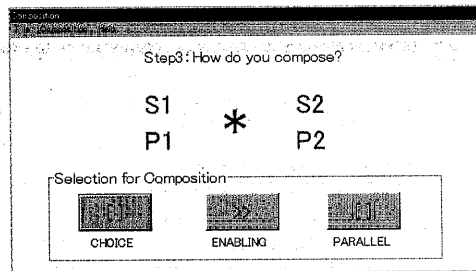 Composition
Step3:How do you compose?
S1 * S2
P1 P2
Selection for Composition
>>
CHOICE ENABLING PARALLEL